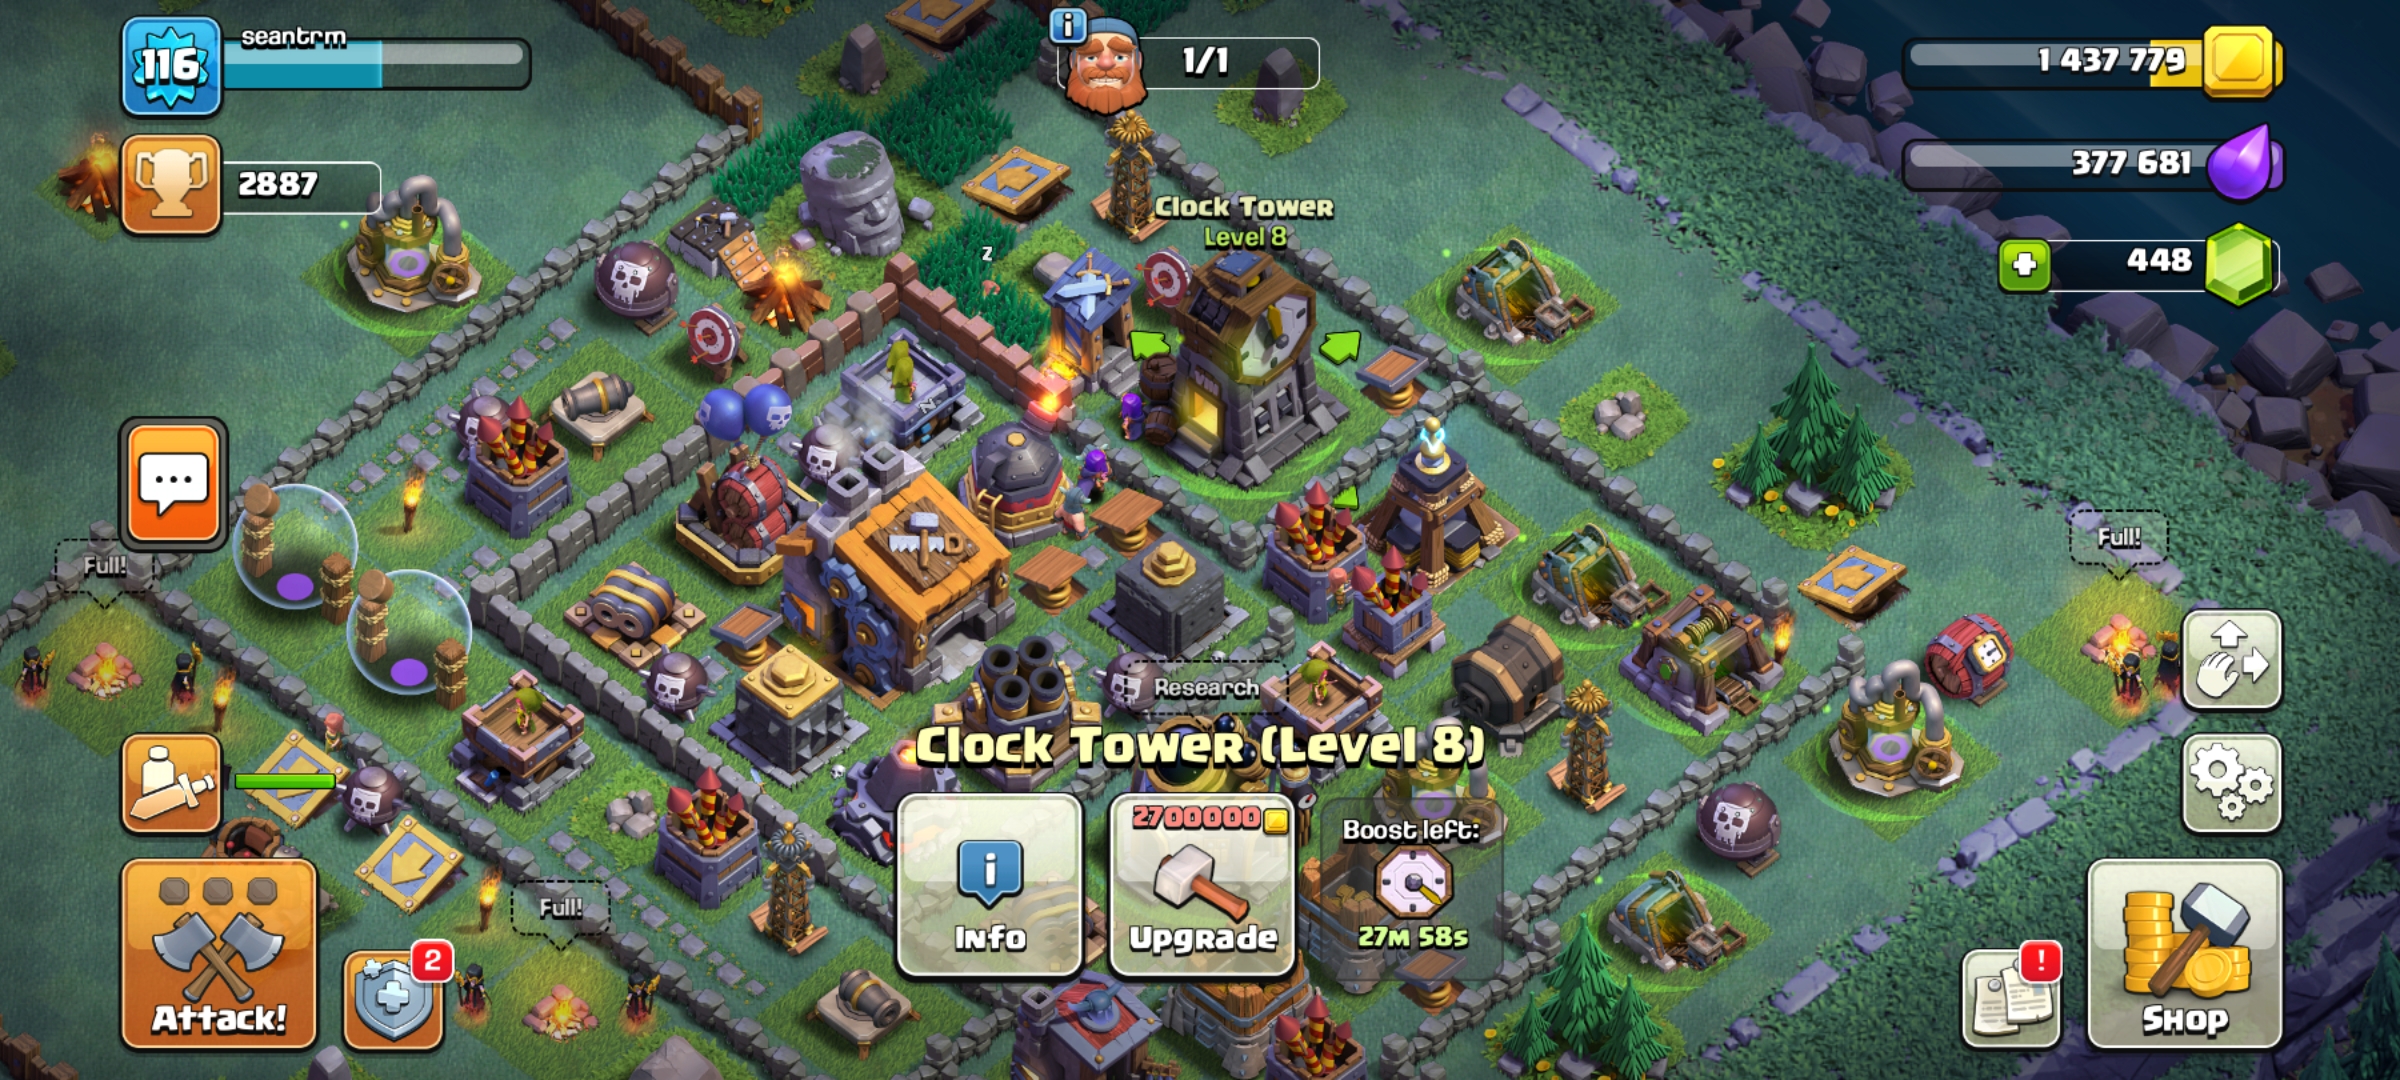 seantrm
116
1/1
1 437 779
2887
377 681
448
Clock Tower
Level 8
z
Full!
Full!
Research
Clock Tower (Level 8)
2700000
Boost left:
Info
Upgrade
27m 58s
Full!
2
!
Attack!
Shop